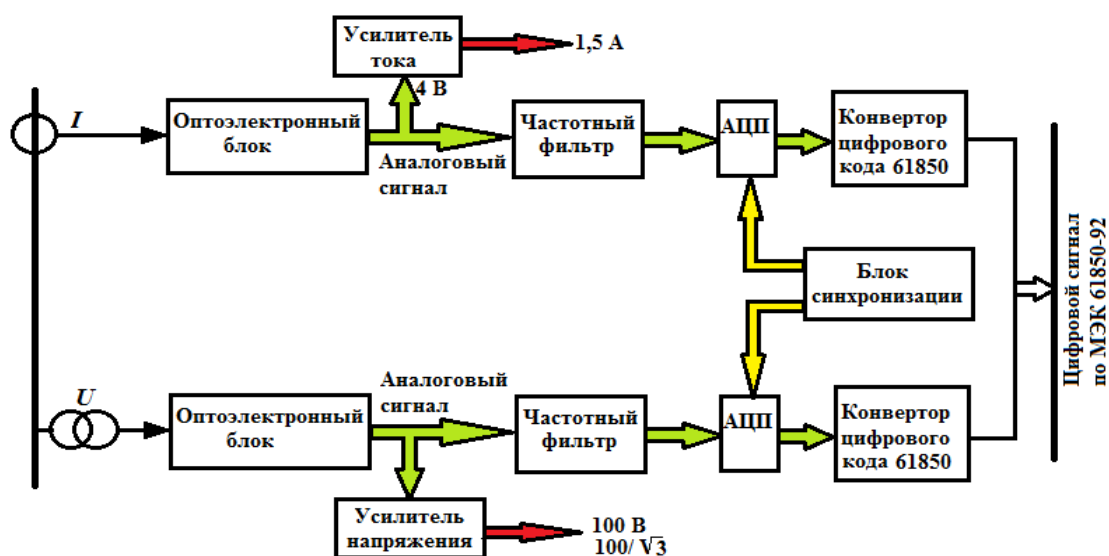 Усилитель
тока
1,5 А
4 В
I
Оптоэлектронный
блок
Аналоговый
сигнал
Частотный
фильтр
АЦП
Конвертор
цифрового
кода 61850
Блок
синхронизации
Цифровой сигнал
по МЭК 61850-92
U
Оптоэлектронный
блок
Аналоговый
сигнал
Частотный
фильтр
АЦП
Конвертор
цифрового
кода 61850
Усилитель
напряжения
100 В
100/ √3